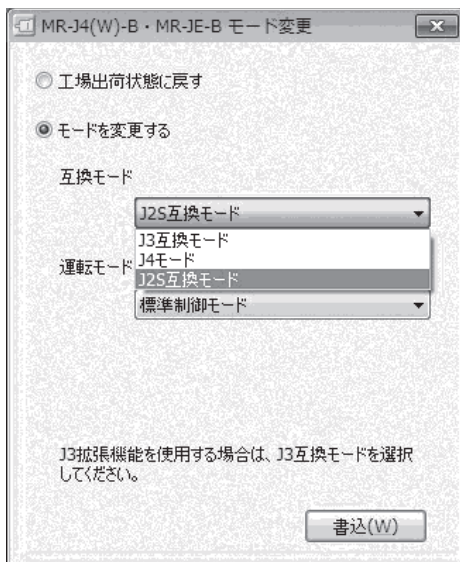 MR-J4(W)-B・MR-JE-B モード変更
工場出荷状態に戻す
モードを変更する
互換モード
J2S互換モード
J3互換モード
J4モード
J2S互換モード
運転モード
標準制御モード
J3拡張機能を使用する場合は、J3互換モードを選択
してください。
書込(W)